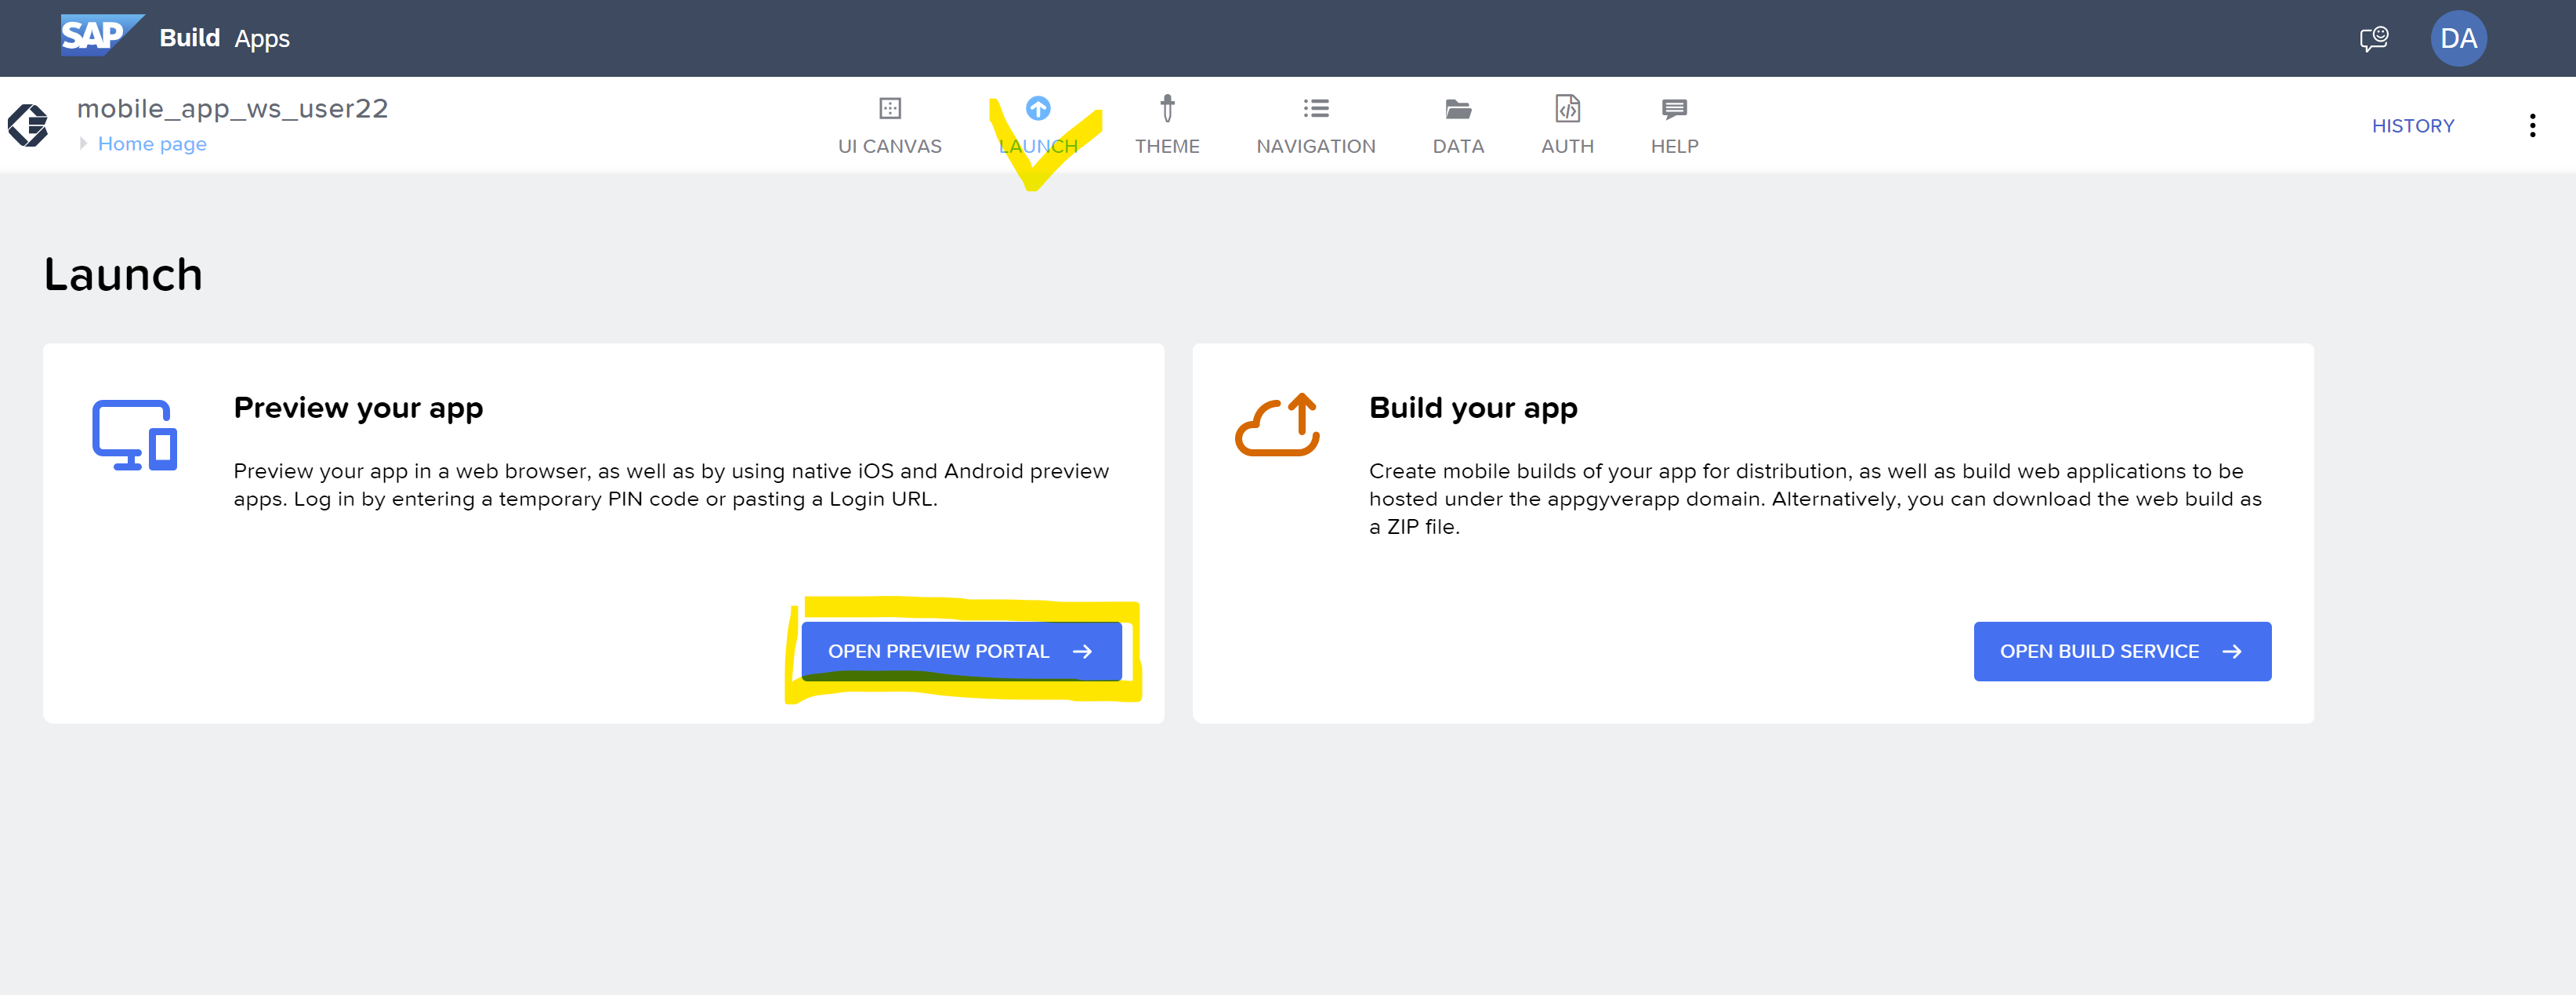 SAP Build Apps
DA
mobile_app_ws_user22
Home page
UI CANVAS
LAUNCH
THEME
NAVIGATION
DATA
AUTH
HELP
HISTORY
Launch
Preview your app
Preview your app in a web browser, as well as by using native iOS and Android preview
apps. Log in by entering a temporary PIN code or pasting a Login URL.
OPEN PREVIEW PORTAL
Build your app
Create mobile builds of your app for distribution, as well as build web applications to be
hosted under the appgyverapp domain. Alternatively, you can download the web build as
a ZIP file.
OPEN BUILD SERVICE